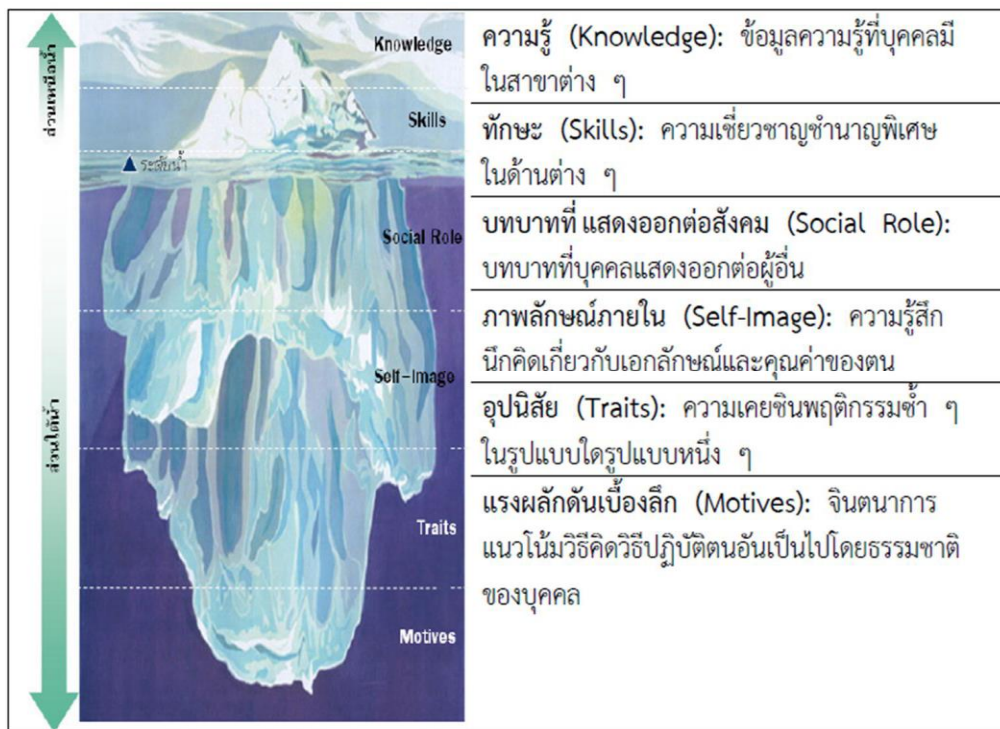 ส่วนเหนือน้ำ
ส่วนใต้น้ำ
Knowledge
Skills
ระดับน้ำ
Social Role
Self-Image
Traits
Motives
ความรู้ (Knowledge): ข้อมูลความรู้ที่บุคคลมี
ในสาขาต่าง ๆ
ทักษะ (Skills): ความเชี่ยวชาญชำนาญพิเศษ
ในด้านต่าง ๆ
บทบาทที่ แสดงออกต่อสังคม (Social Role):
บทบาทที่บุคคลแสดงออกต่อผู้อื่น
ภาพลักษณ์ภายใน (Self-Image): ความรู้สึก
นึกคิดเกี่ยวกับเอกลักษณ์และคุณค่าของตน
อุปนิสัย (Traits): ความเคยชินพฤติกรรมซ้ำ ๆ
ในรูปแบบใดรูปแบบหนึ่ง ๆ
แรงผลักดันเบื้องลึก (Motives): จินตนาการ
แนวโน้มวิธีคิดวิธีปฏิบัติตนอันเป็นไปโดยธรรมชาติ
ของบุคคล